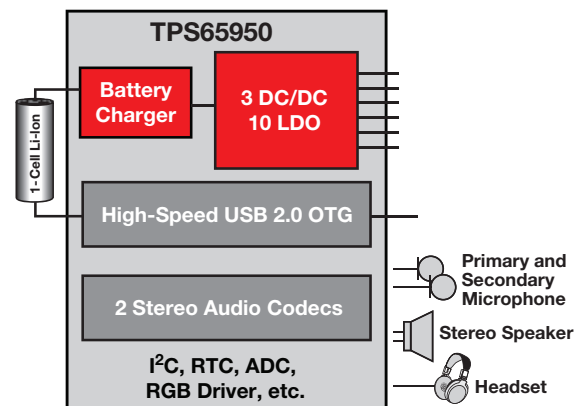 TPS65950
Battery
Charger
3 DC/DC
10 LDO
1-Cell Li-Ion
High-Speed USB 2.0 OTG
2 Stereo Audio Codecs
Primary and
Secondary
Microphone
Stereo Speaker
I²C, RTC, ADC,
RGB Driver, etc.
Headset